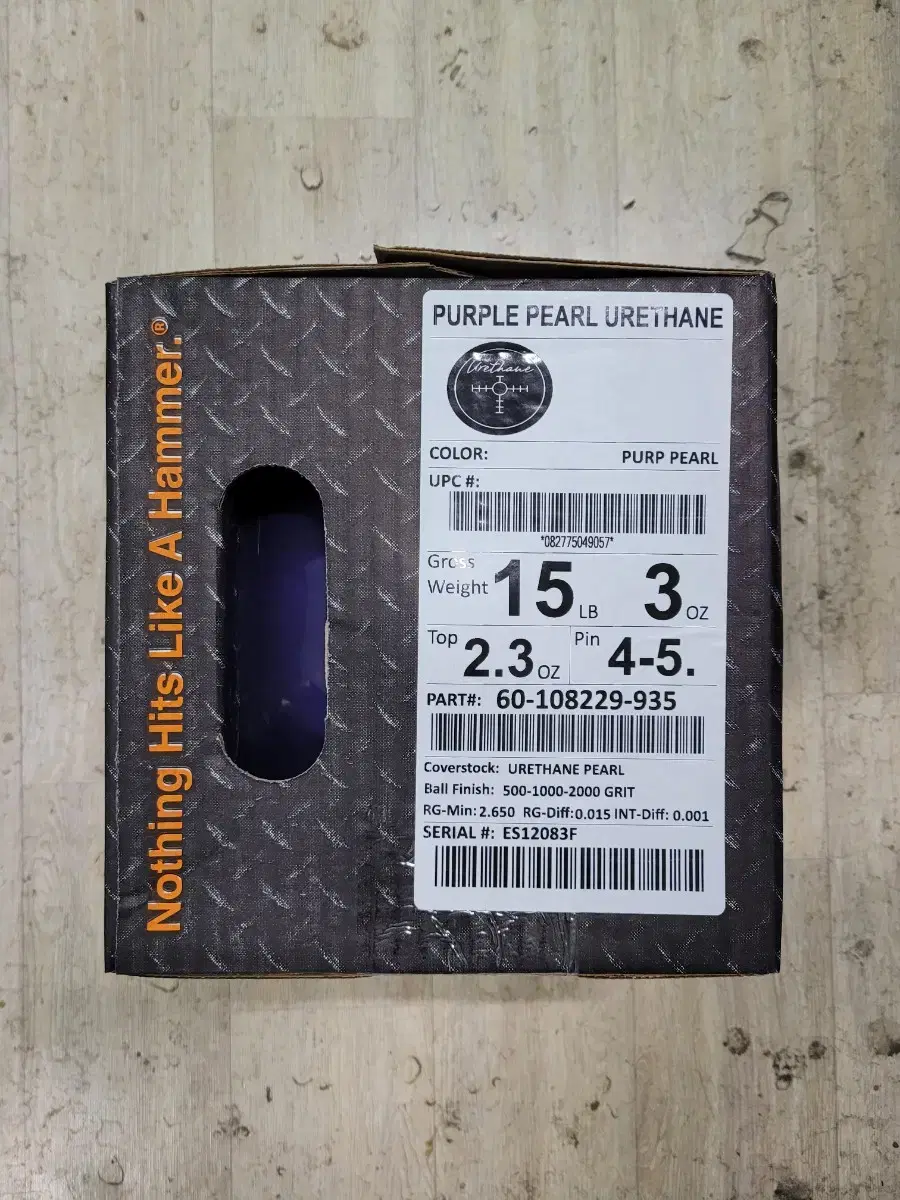 Nothing Hits Like A Hammer.®
PURPLE PEARL URETHANE
Urethane
COLOR: PURP PEARL
UPC #:
*082775049057*
Gross
Weight 15 LB 3 OZ
Top 2.3 OZ Pin 4-5.
PART#: 60-108229-935
Coverstock: URETHANE PEARL
Ball Finish: 500-1000-2000 GRIT
RG-Min: 2.650 RG-Diff:0.015 INT-Diff: 0.001
SERIAL #: ES12083F